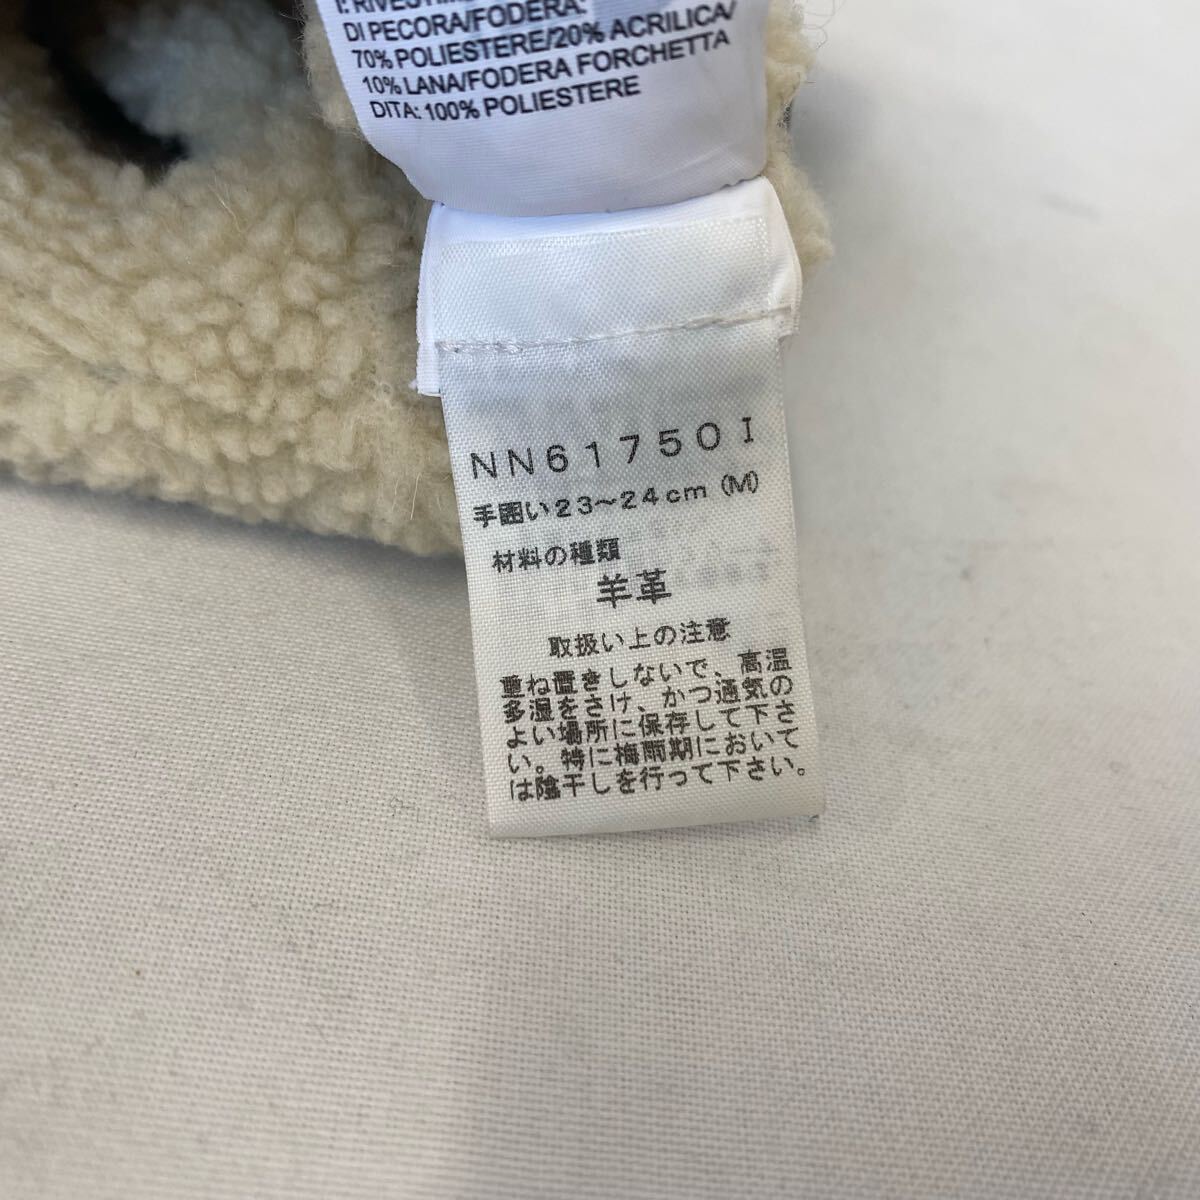 I: RIVESTIM
DI PECORA/FODERA:
70% POLIESTERE/20% ACRILICA/
10% LANA/FODERA FORCHETTA
DITA: 100% POLIESTERE
NN61750I
手囲い23～24cm (M)
材料の種類
羊革
取扱い上の注意
重ね置きしないで、高温
多湿をさけ、かつ通気の
よい場所に保存して下さ
い。特に梅雨期において
は陰干しを行って下さい。